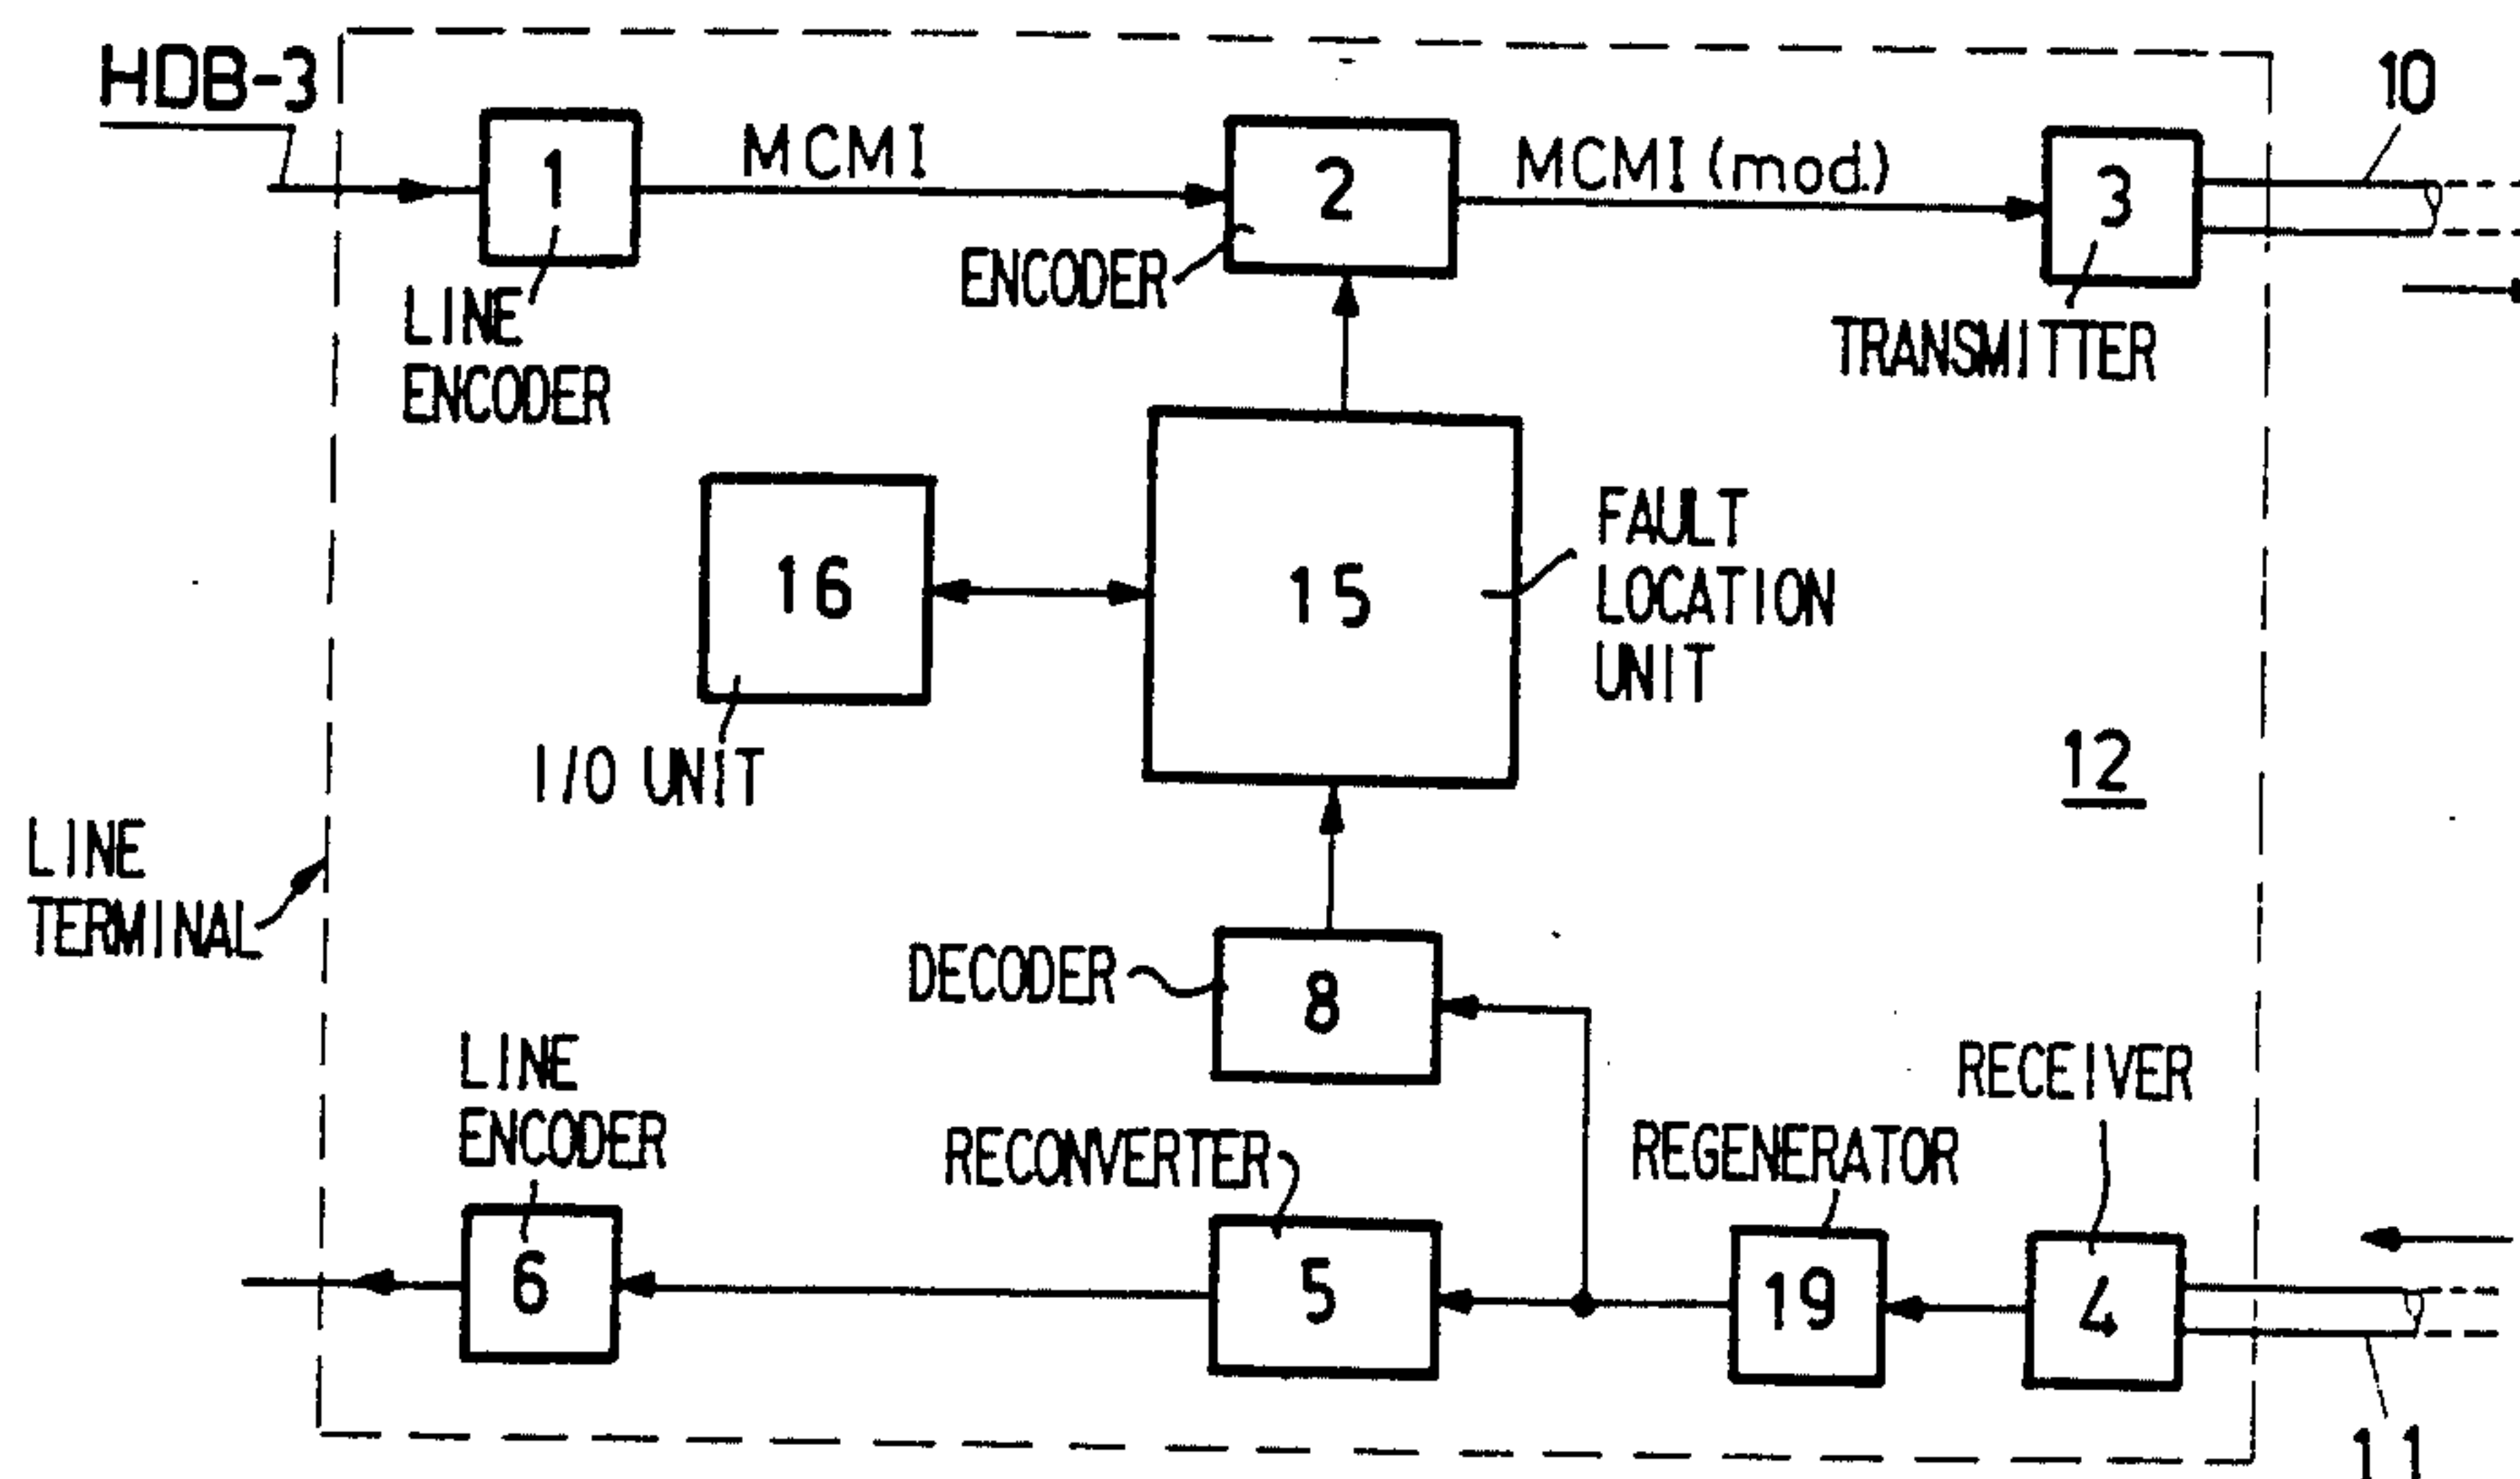 HDB-3
10
1
MCMI
2
MCMI (mod.)
3
ENCODER
LINE
ENCODER
TRANSMITTER
16
15
FAULT
LOCATION
UNIT
I/O UNIT
12
LINE
TERMINAL
DECODER
8
LINE
ENCODER
RECEIVER
RECONVERTER
REGENERATOR
6
5
19
4
11